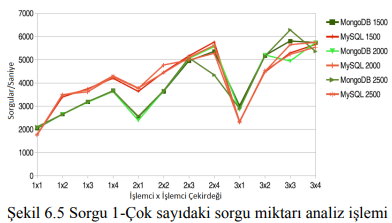 7000
6000
5000
4000
3000
2000
1000
0
Sorgular/Saniye
1x1 1x2 1x3 1x4 2x1 2x2 2x3 2x4 3x1 3x2 3x3 3x4
İşlemci x İşlemci Çekirdeği
MongoDB 1500
MySQL 1500
MongoDB 2000
MySQL 2000
MongoDB 2500
MySQL 2500
Şekil 6.5 Sorgu 1-Çok sayıdaki sorgu miktarı analiz işlemi